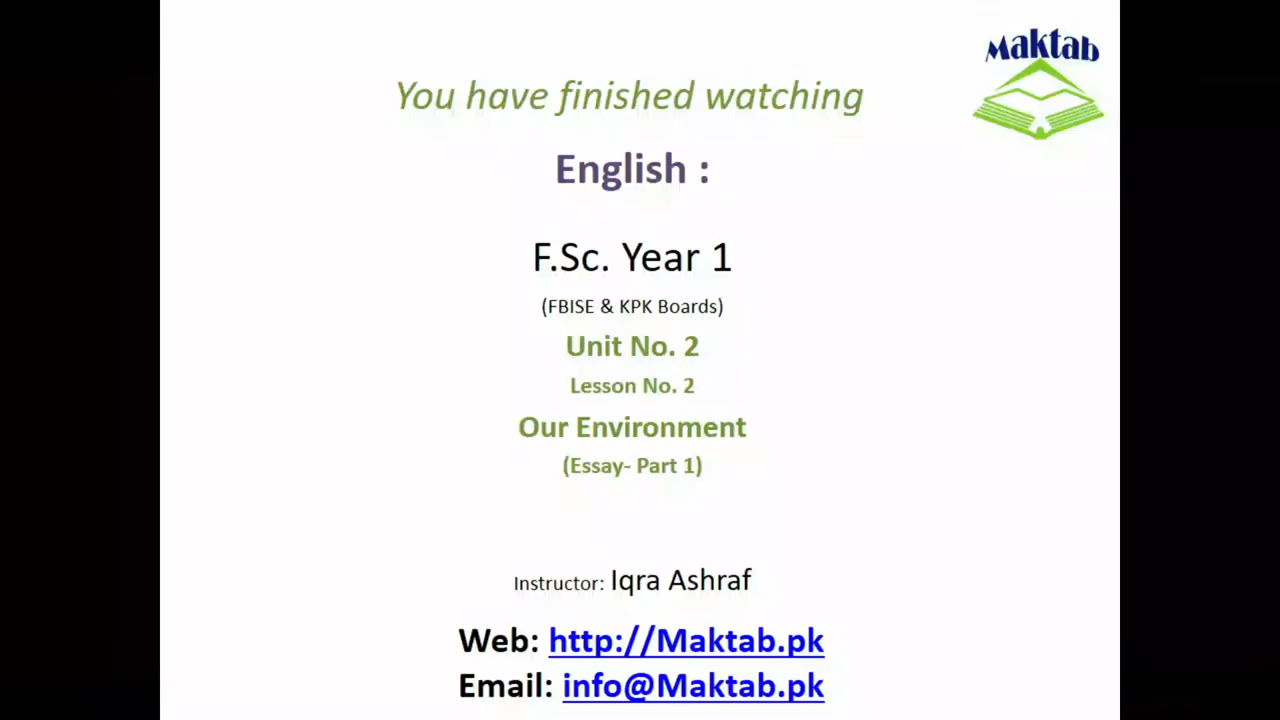 Maktab
You have finished watching
English :
F.Sc. Year 1
(FBISE & KPK Boards)
Unit No. 2
Lesson No. 2
Our Environment
(Essay- Part 1)
Instructor: Iqra Ashraf
Web: http://Maktab.pk
Email: info@Maktab.pk